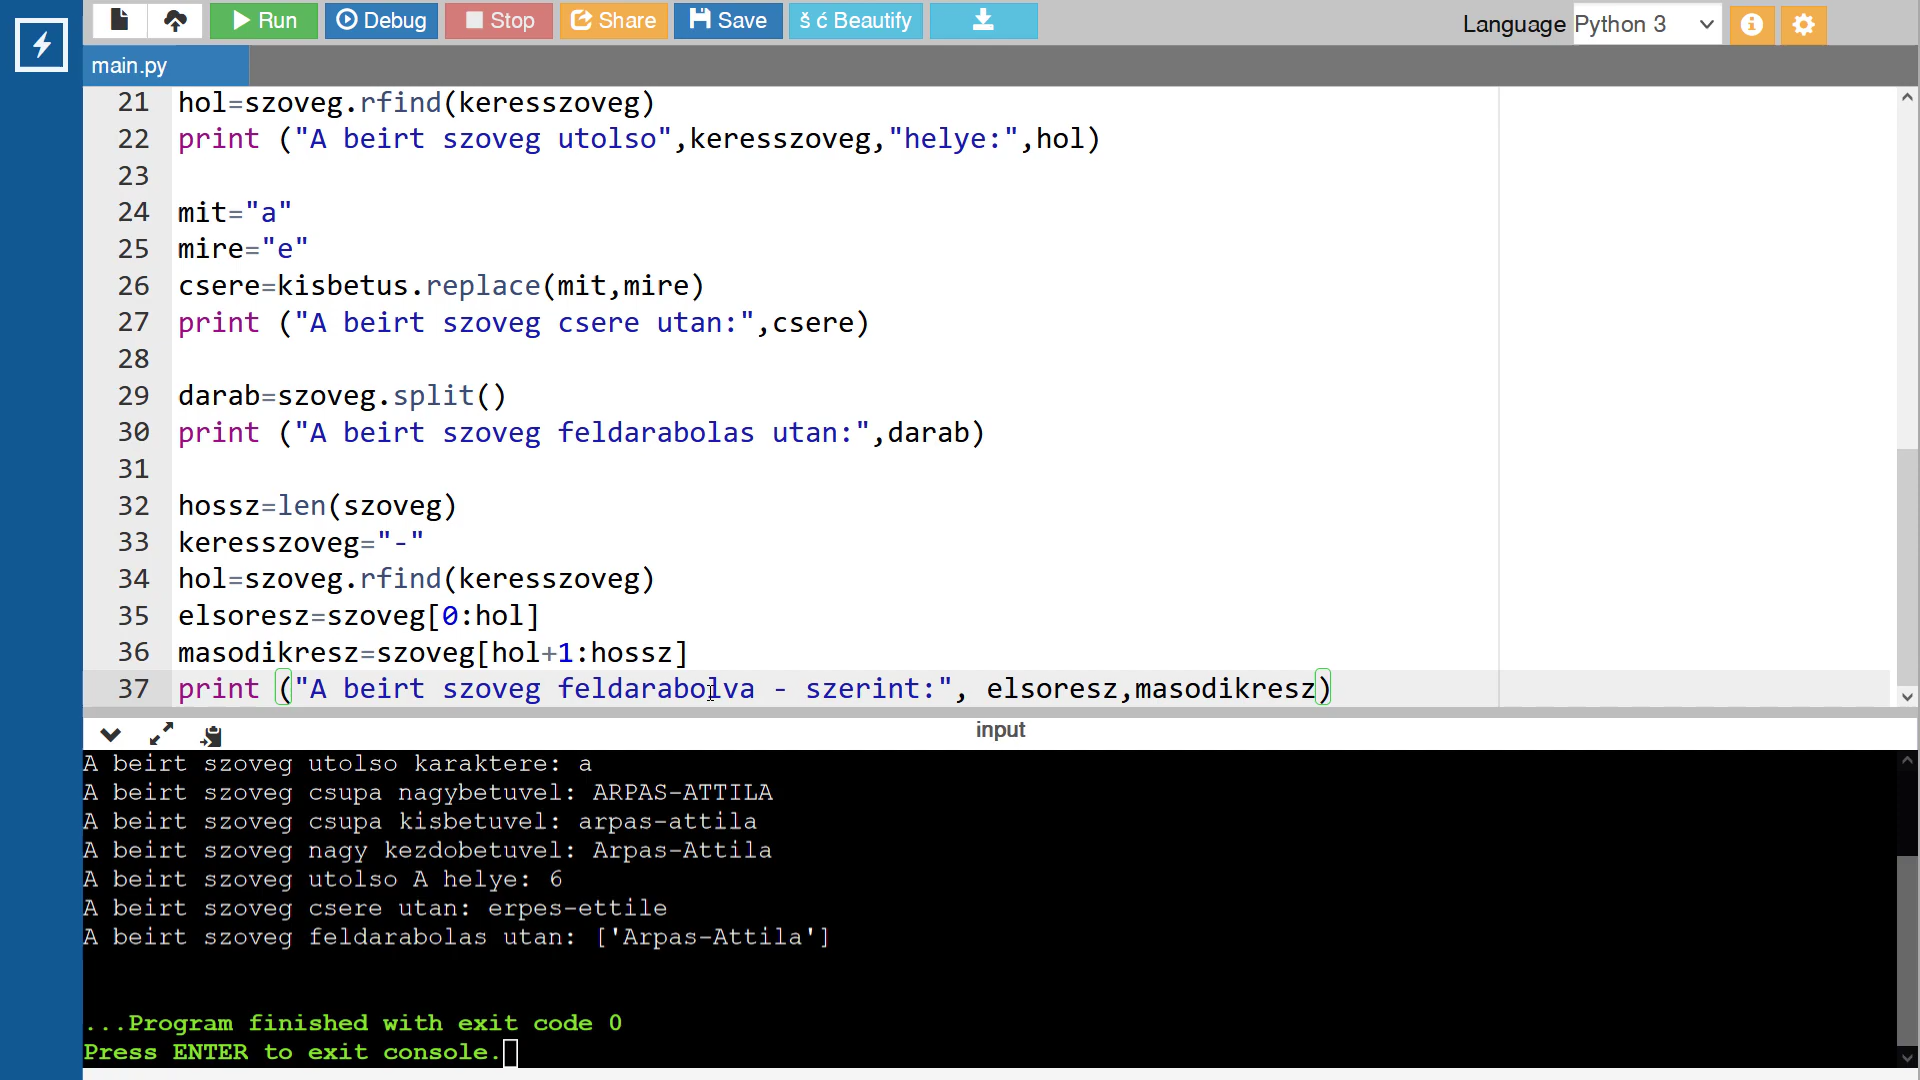 Run Debug Stop Share Save š ć Beautify Language Python 3
main.py
21 hol=szoveg.rfind(keresszoveg)
22 print ("A beirt szoveg utolso",keresszoveg,"helye:",hol)
23
24 mit="a"
25 mire="e"
26 csere=kisbetus.replace(mit,mire)
27 print ("A beirt szoveg csere utan:",csere)
28
29 darab=szoveg.split()
30 print ("A beirt szoveg feldarabolas utan:",darab)
31
32 hossz=len(szoveg)
33 keresszoveg="-"
34 hol=szoveg.rfind(keresszoveg)
35 elsoresz=szoveg[0:hol]
36 masodikresz=szoveg[hol+1:hossz]
37 print ("A beirt szoveg feldarabolva - szerint:", elsoresz,masodikresz)
input
A beirt szoveg utolso karaktere: a
A beirt szoveg csupa nagybetuvel: ARPAS-ATTILA
A beirt szoveg csupa kisbetuvel: arpas-attila
A beirt szoveg nagy kezdobetuvel: Arpas-Attila
A beirt szoveg utolso A helye: 6
A beirt szoveg csere utan: erpes-ettile
A beirt szoveg feldarabolas utan: ['Arpas-Attila']
...Program finished with exit code 0
Press ENTER to exit console.